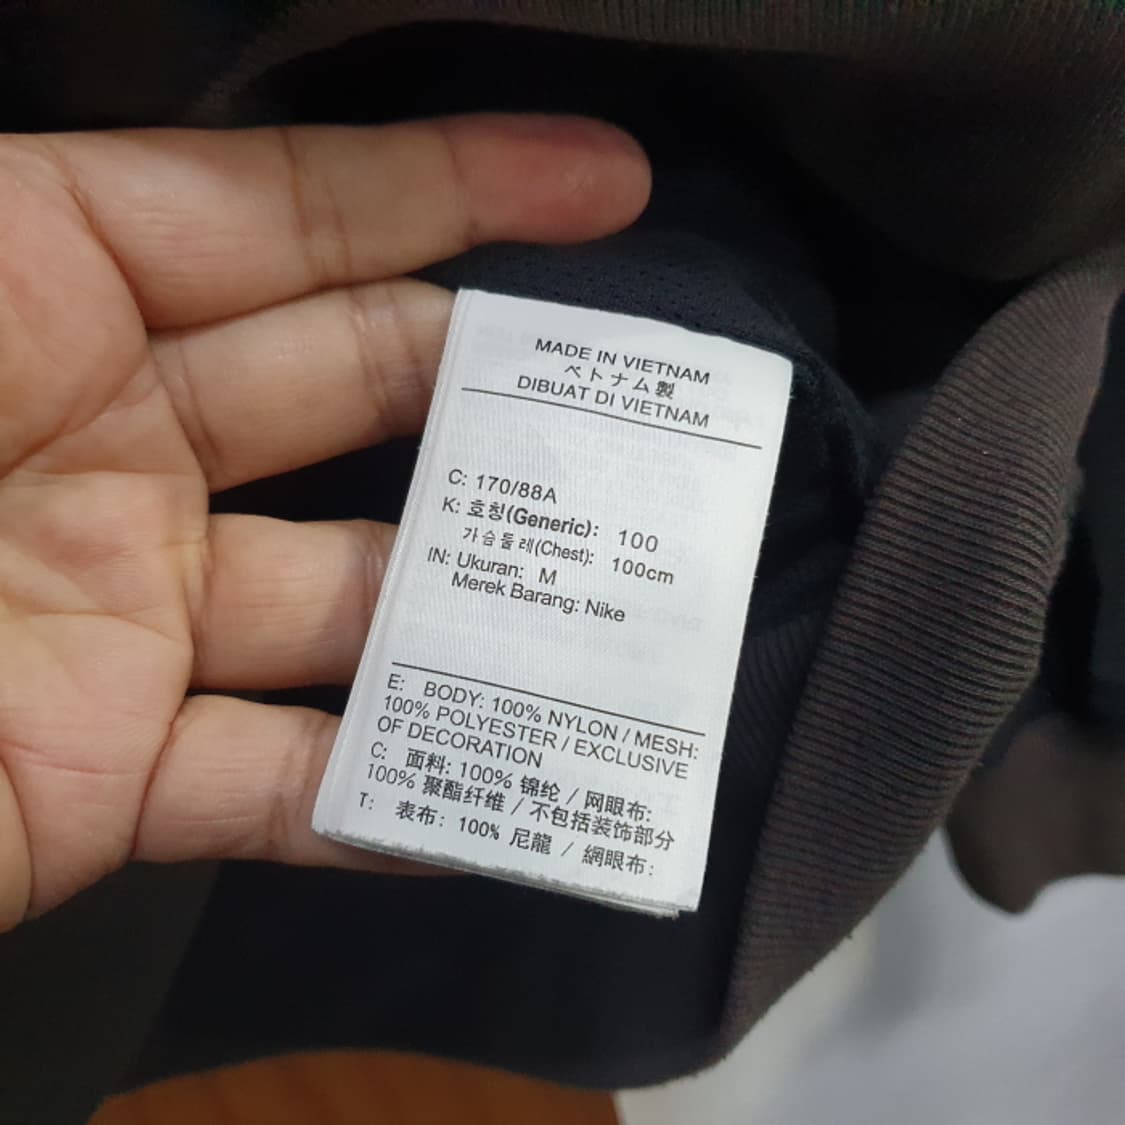 MADE IN VIETNAM
ベトナム製
DIBUAT DI VIETNAM
C: 170/88A
K: 호칭(Generic): 100
가슴둘레(Chest): 100cm
IN: Ukuran: M
Merek Barang: Nike
E: BODY: 100% NYLON / MESH:
100% POLYESTER / EXCLUSIVE
OF DECORATION
C: 面料: 100% 锦纶 / 网眼布:
100% 聚酯纤维 / 不包括装饰部分
T: 表布: 100% 尼龍 / 網眼布: